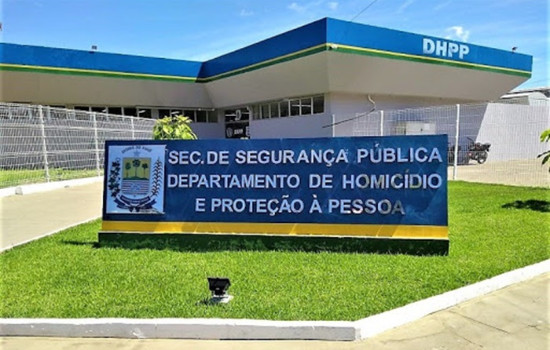 DHPP
SEC. DE SEGURANÇA PÚBLICA
DEPARTAMENTO DE HOMICÍDIO
E PROTEÇÃO À PESSOA